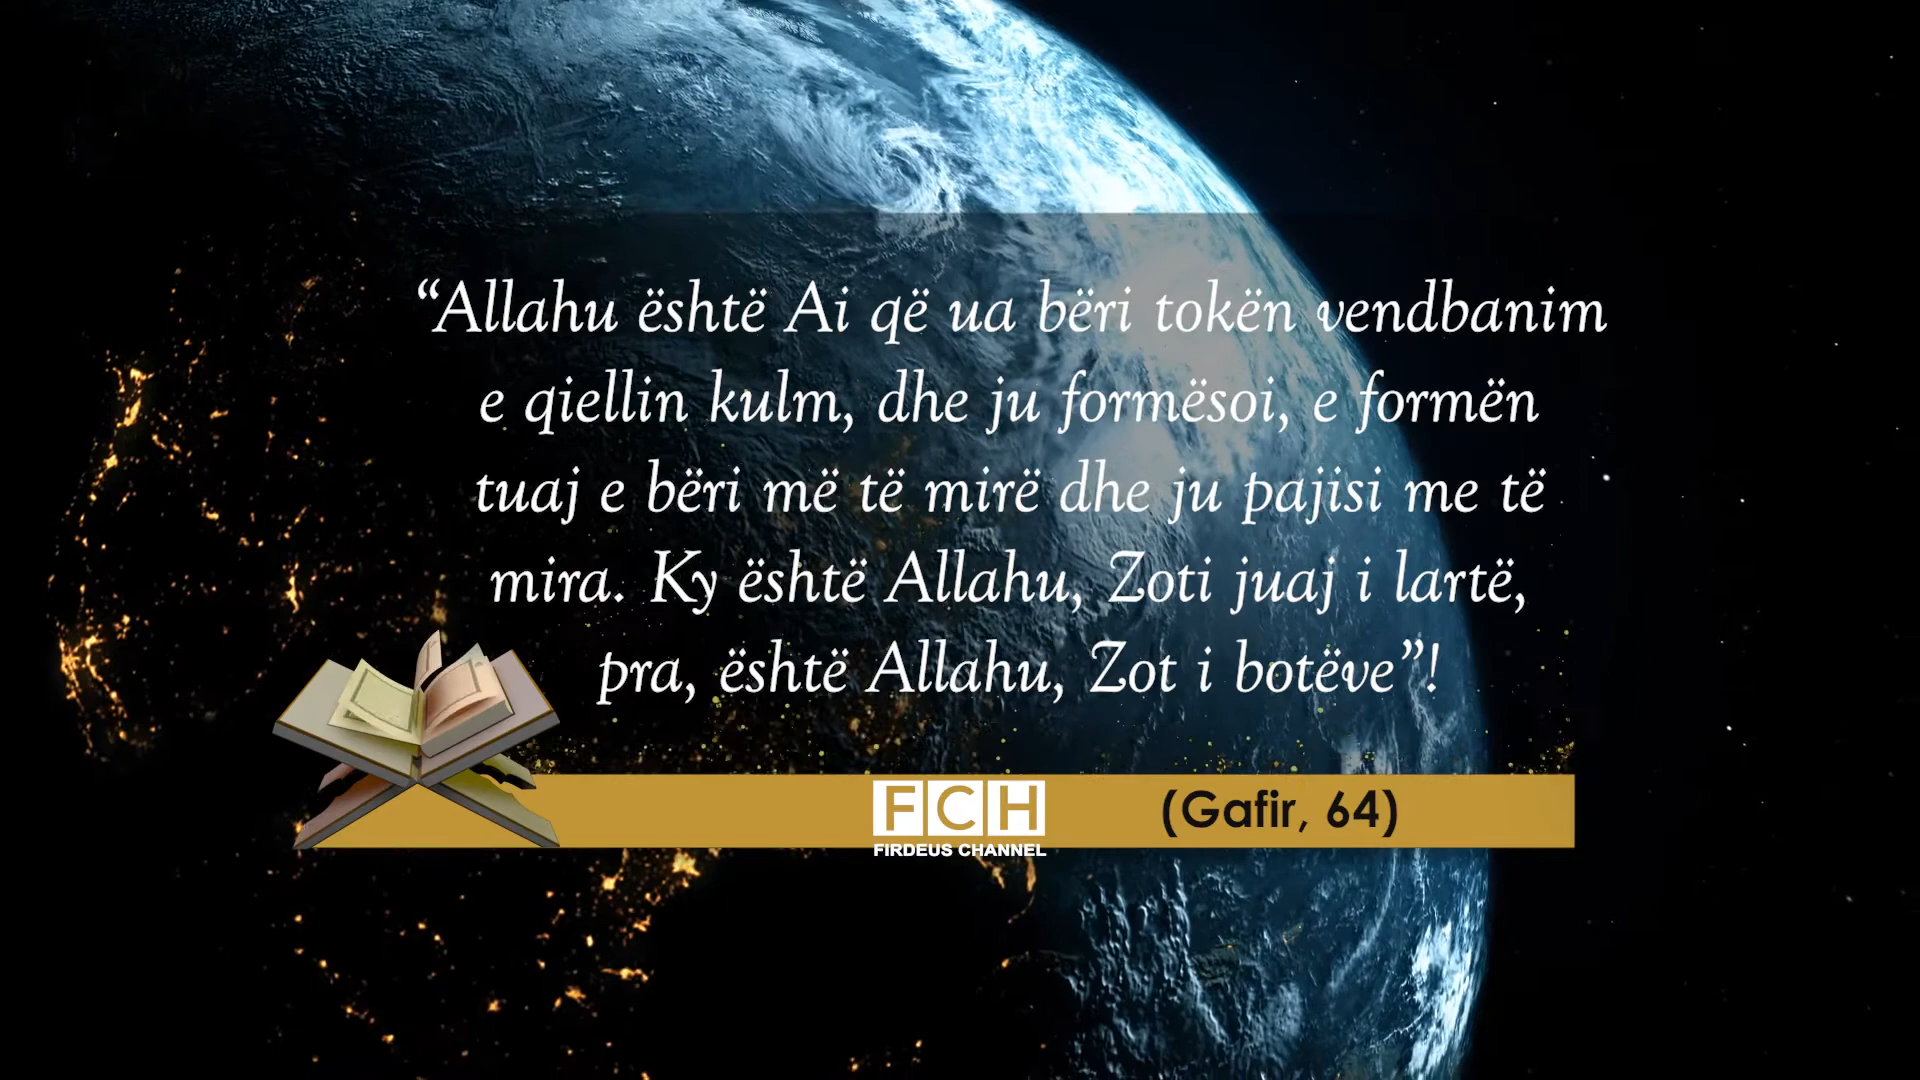 “Allahu është Ai që ua bëri tokën vendbanim
e qiellin kulm, dhe ju formësoi, e formën
tuaj e bëri më të mirë dhe ju pajisi me të
mira. Ky është Allahu, Zoti juaj i lartë,
pra, është Allahu, Zot i botëve”!
FCH
FIRDEUS CHANNEL
(Gafir, 64)